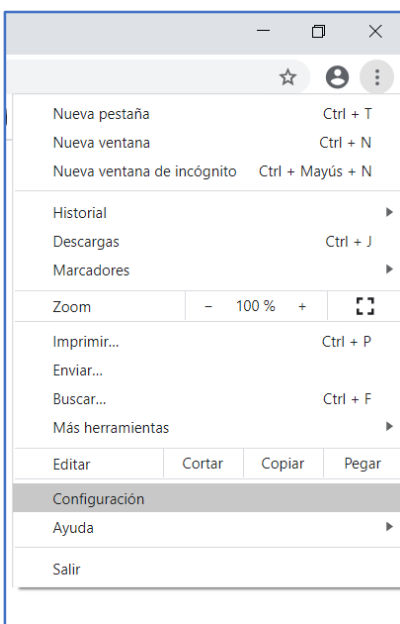 Nueva pestaña Ctrl + T
Nueva ventana Ctrl + N
Nueva ventana de incógnito Ctrl + Mayús + N
Historial
Descargas Ctrl + J
Marcadores
Zoom - 100 % +
Imprimir... Ctrl + P
Enviar...
Buscar... Ctrl + F
Más herramientas
Editar Cortar Copiar Pegar
Configuración
Ayuda
Salir